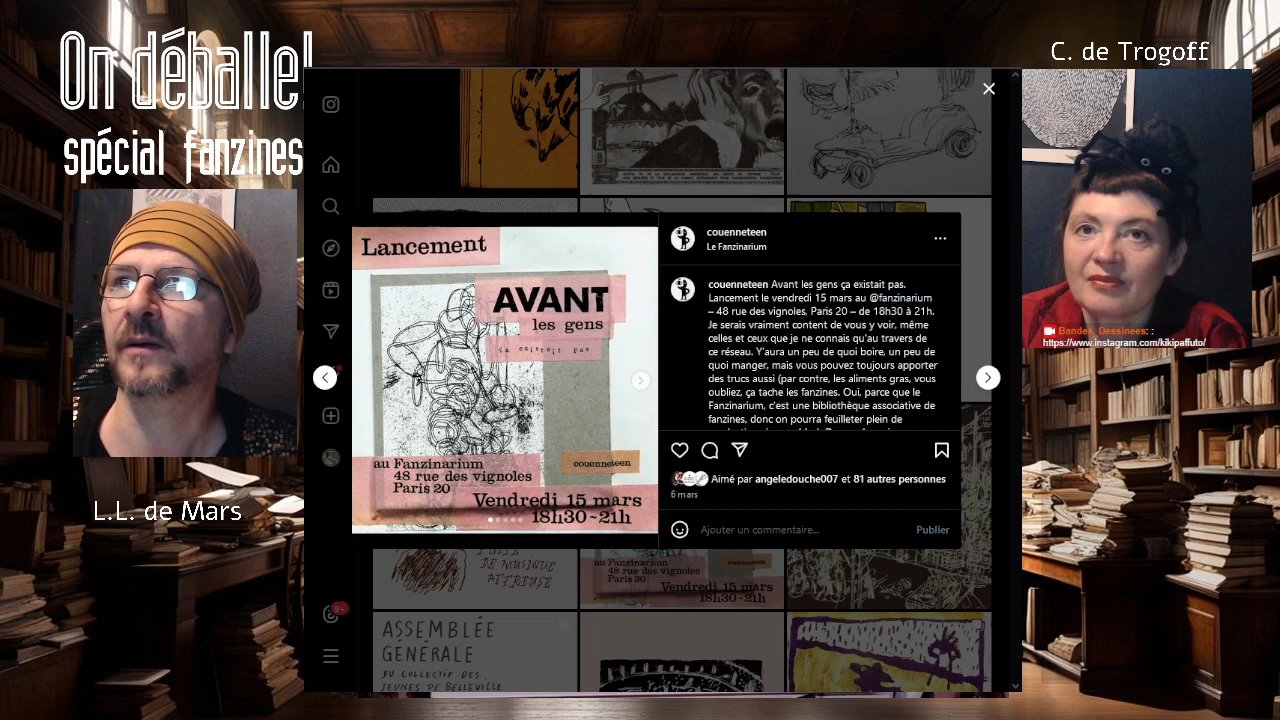 On déballe!
spécial fanzines
C. de Trogoff
L.L. de Mars
Bandes_Dessinees: :
https://www.instagram.com/kikipaffuto/
Lancement
AVANT
les gens
ça existait pas
couenneteen
au Fanzinarium
48 rue des vignoles
Paris 20
Vendredi 15 mars
18h30~21h
couenneteen
Le Fanzinarium
couenneteen Avant les gens ça existait pas.
Lancement le vendredi 15 mars au @fanzinarium
– 48 rue des vignoles, Paris 20 – de 18h30 à 21h.
Je serais vraiment content de vous y voir, même
celles et ceux que je ne connais qu'au travers de
ce réseau. Y'aura un peu de quoi boire, un peu de
quoi manger, mais vous pouvez toujours apporter
des trucs aussi (par contre, les aliments gras, vous
oubliez, ça tache les fanzines. Oui, parce que le
Fanzinarium, c'est une bibliothèque associative de
fanzines, donc on pourra feuilleter plein de
Aimé par angeledouche007 et 81 autres personnes
6 mars
Ajouter un commentaire...
Publier
9+
DE MUSIQUE
au Fanzinarium
48 rue des vignoles
Paris 20
couenneteen
Vendredi 15 mars
18h30~21h
ASSEMBLÉE
GÉNÉRALE
DU COLLECTIF DES
JEUNES DE BELLEVILLE